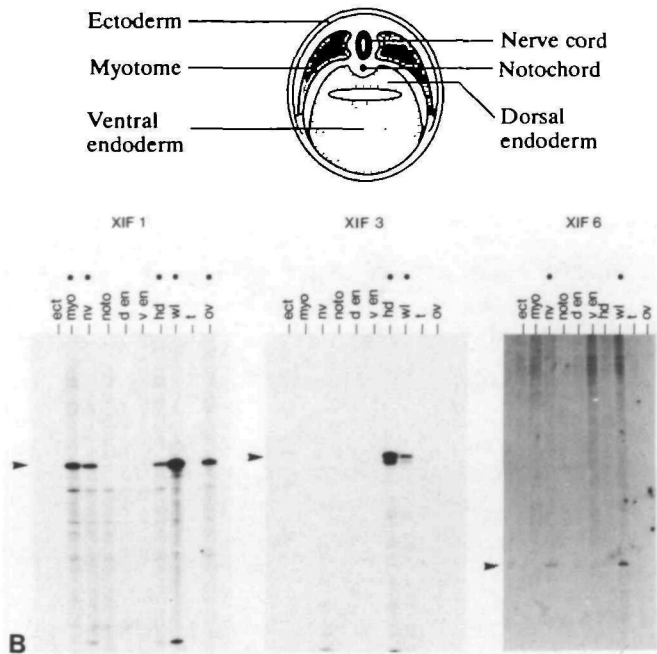 Ectoderm
Nerve cord
Myotome
Notochord
Ventral
endoderm
Dorsal
endoderm
XIF 1
XIF 3
XIF 6
ect
myo
nv
noto
d en
v en
hd
wl
t
ov
ect
myo
nv
noto
d en
v en
hd
wl
t
ov
ect
myo
nv
noto
d en
v en
hd
wl
t
ov
B